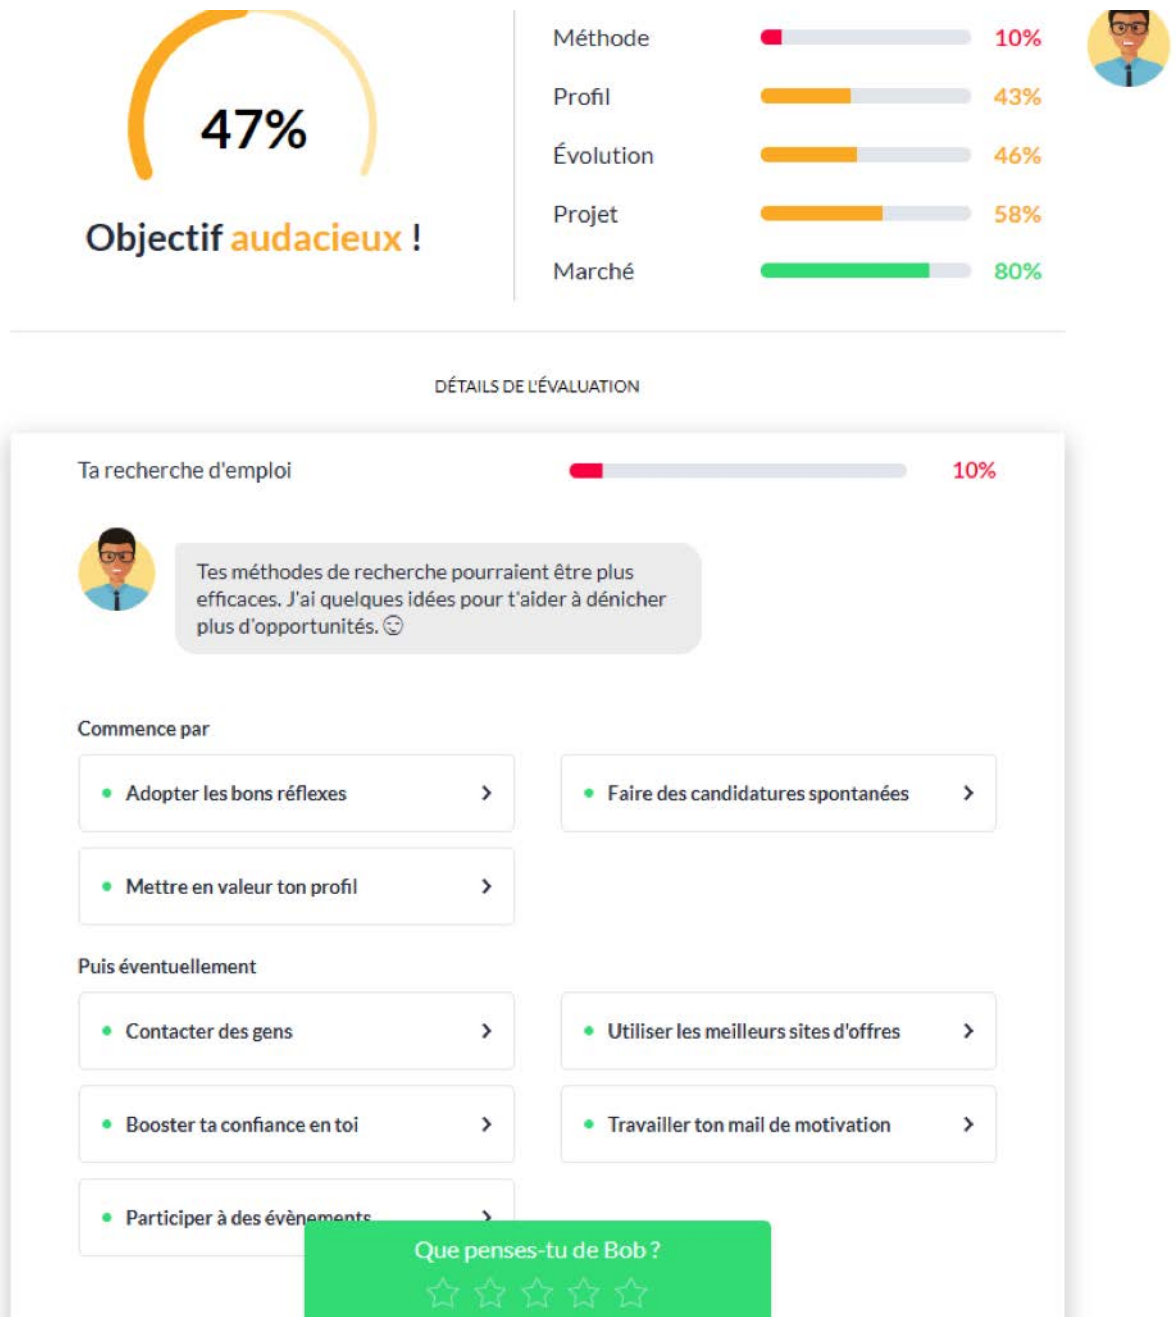 47%
Objectif audacieux !
Méthode 10%
Profil 43%
Évolution 46%
Projet 58%
Marché 80%
DÉTAILS DE L'ÉVALUATION
Ta recherche d'emploi 10%
Tes méthodes de recherche pourraient être plus
efficaces. J'ai quelques idées pour t'aider à dénicher
plus d'opportunités.
Commence par
Adopter les bons réflexes
Faire des candidatures spontanées
Mettre en valeur ton profil
Puis éventuellement
Contacter des gens
Utiliser les meilleurs sites d'offres
Booster ta confiance en toi
Travailler ton mail de motivation
Participer à des évènements
Que penses-tu de Bob ?